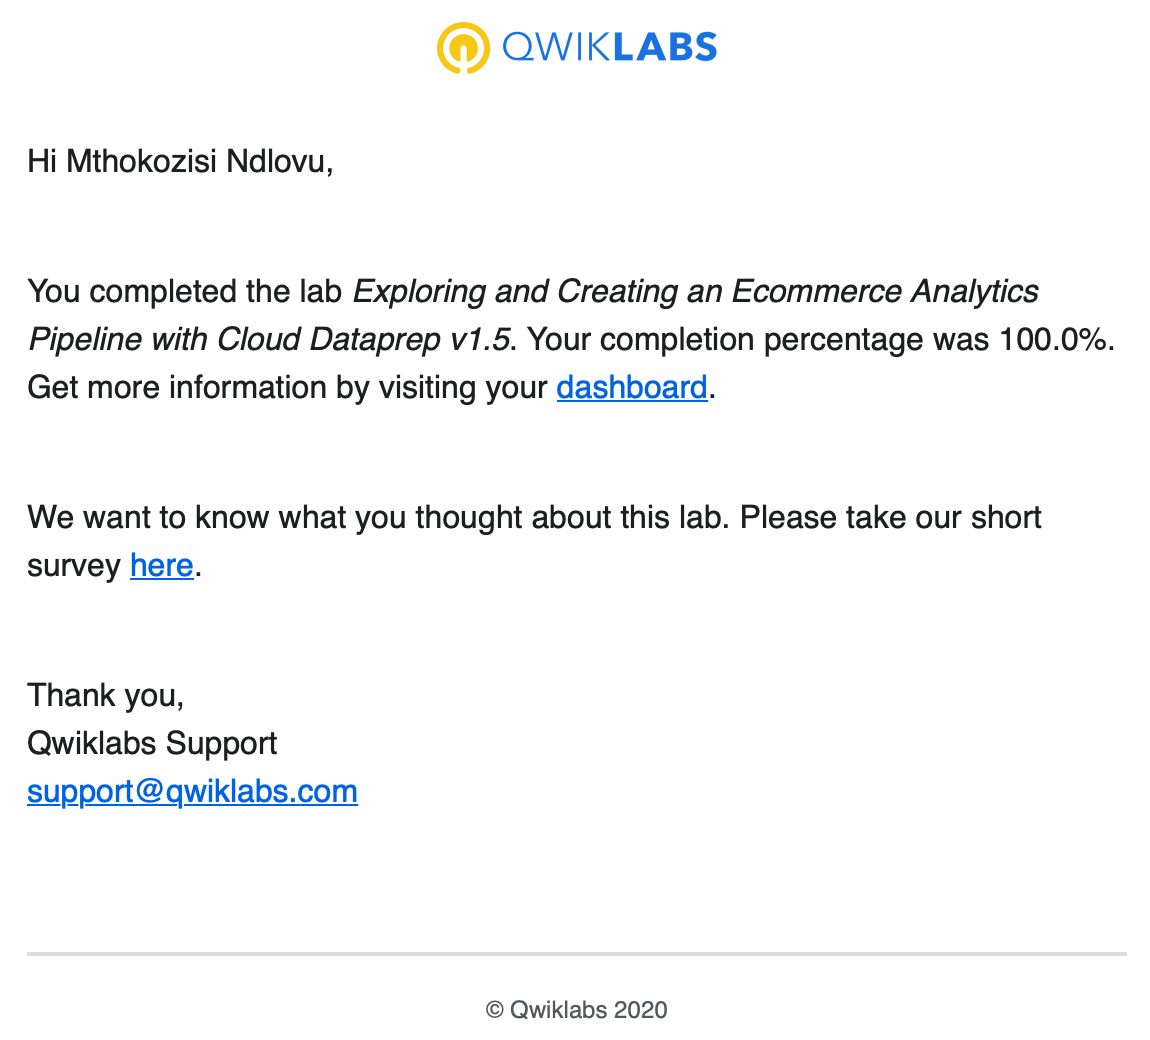 QWIKLABS
Hi Mthokozisi Ndlovu,
You completed the lab Exploring and Creating an Ecommerce Analytics
Pipeline with Cloud Dataprep v1.5. Your completion percentage was 100.0%.
Get more information by visiting your dashboard.
We want to know what you thought about this lab. Please take our short
survey here.
Thank you,
Qwiklabs Support
support@qwiklabs.com
© Qwiklabs 2020